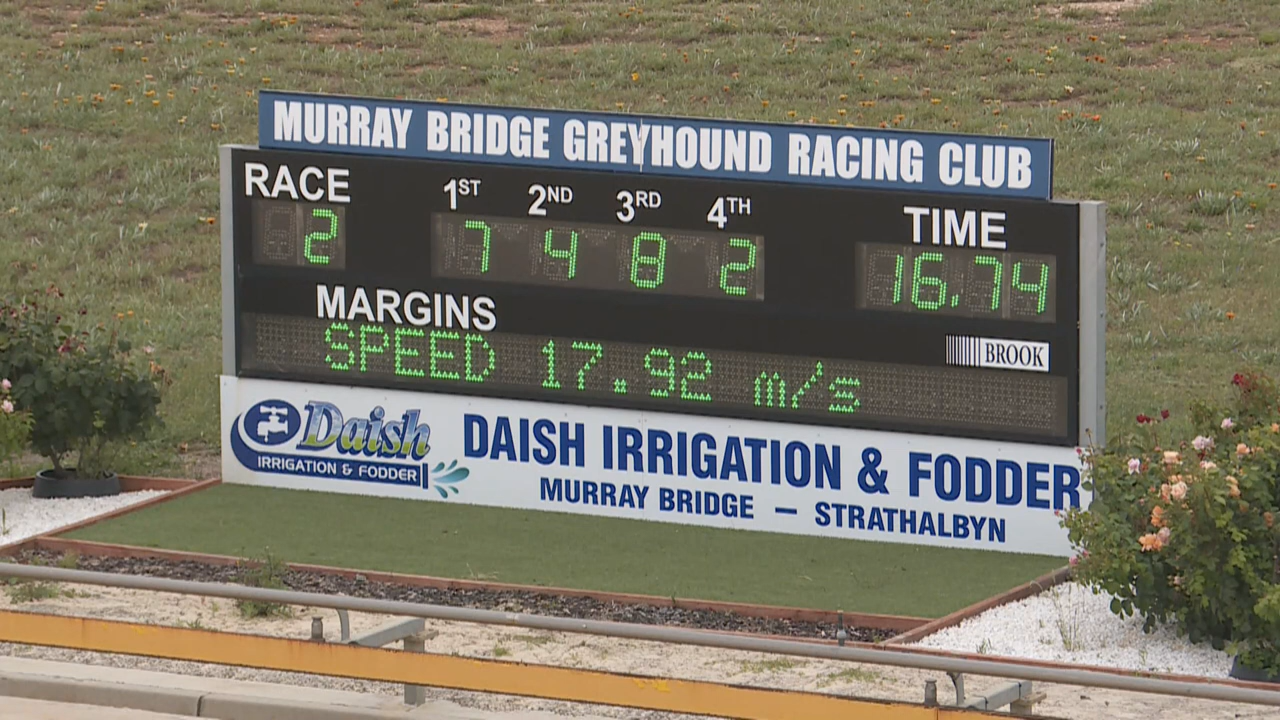 MURRAY BRIDGE GREYHOUND RACING CLUB
RACE 1ST 2ND 3RD 4TH TIME
2 7 4 8 2 16.74
MARGINS
BROOK
SPEED 17.92 m/s
Daish
IRRIGATION & FODDER
DAISH IRRIGATION & FODDER
MURRAY BRIDGE – STRATHALBYN